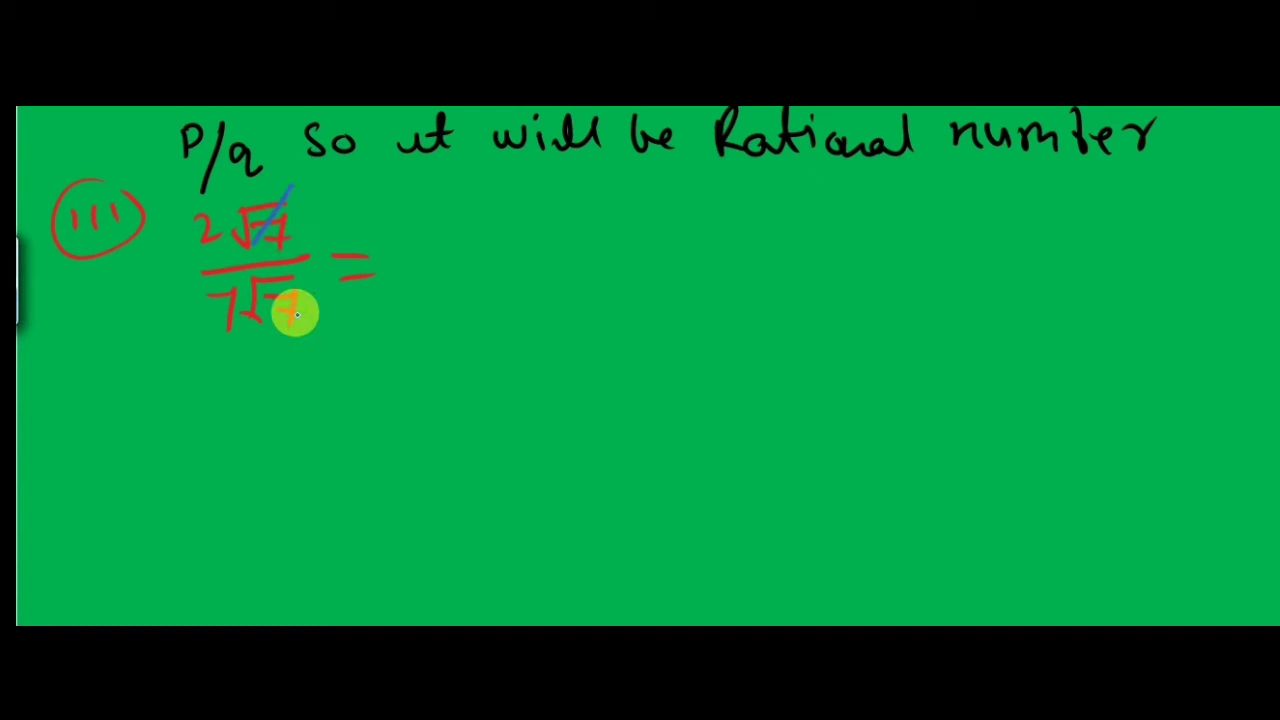 P/q so it will be Rational number
(iii) 2√7/7√7 =